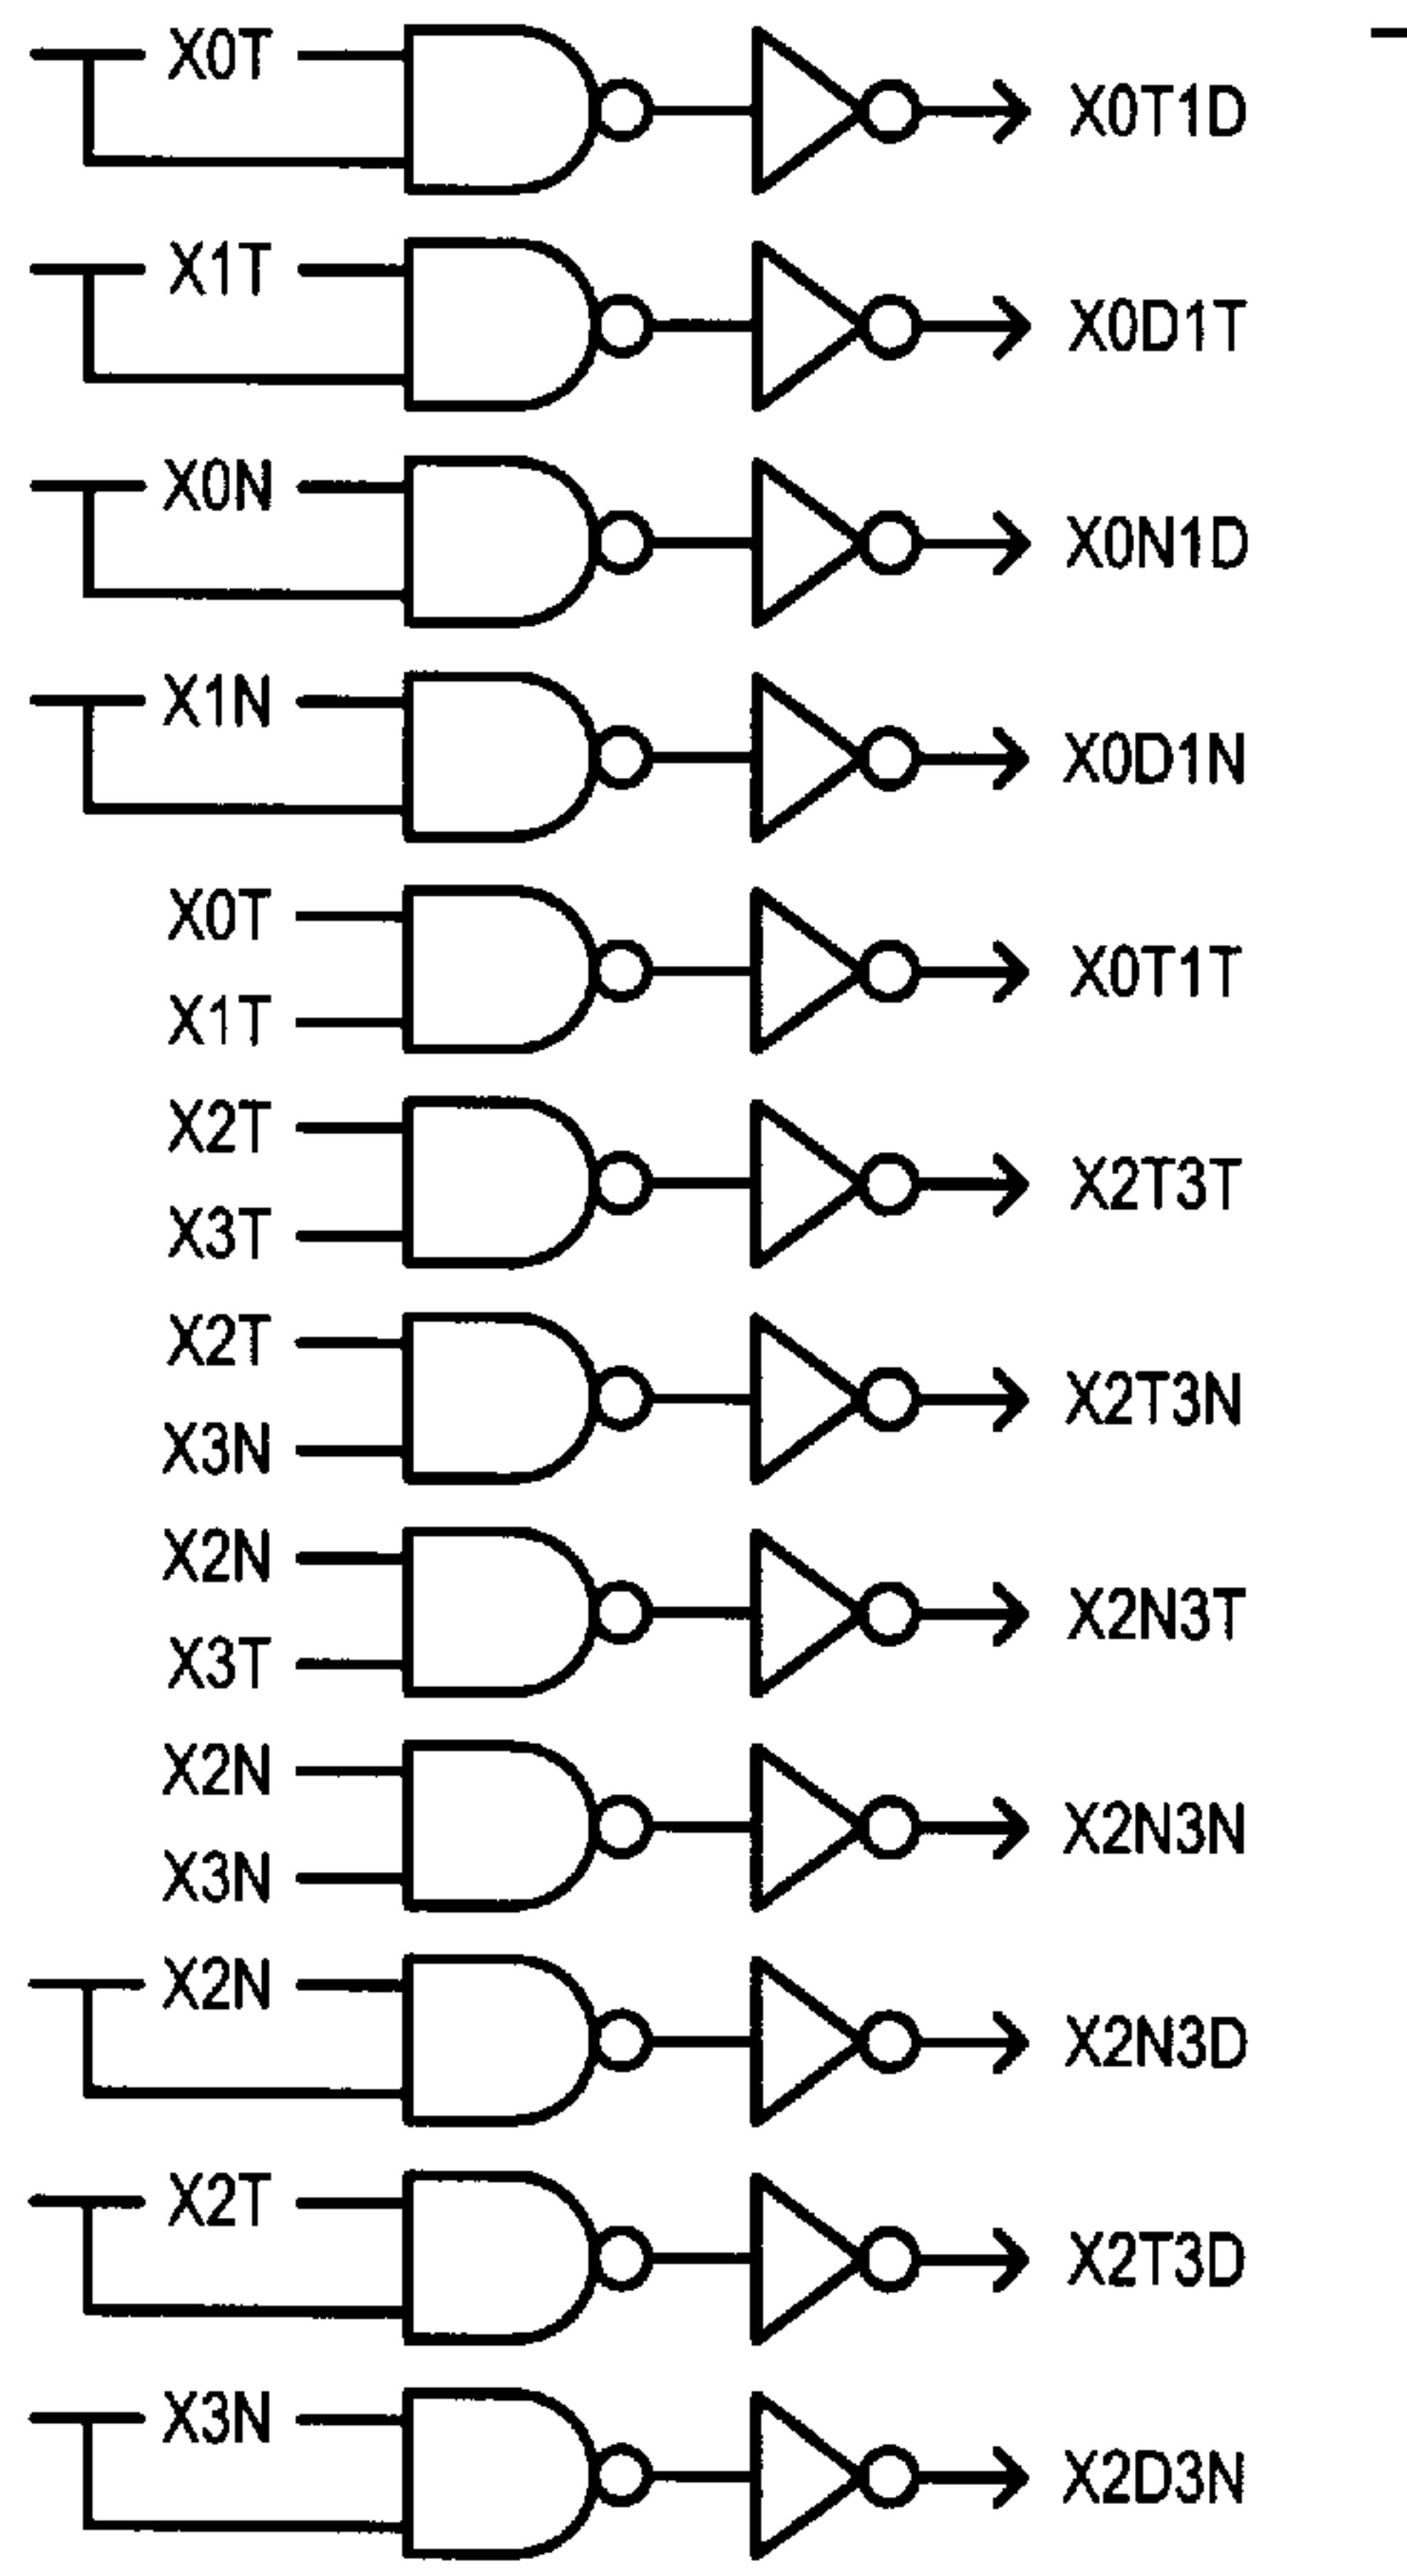 X0T
X0T1D
X1T
X0D1T
X0N
X0N1D
X1N
X0D1N
X0T
X0T1T
X1T
X2T
X2T3T
X3T
X2T
X2T3N
X3N
X2N
X2N3T
X3T
X2N
X2N3N
X3N
X2N
X2N3D
X2T
X2T3D
X3N
X2D3N